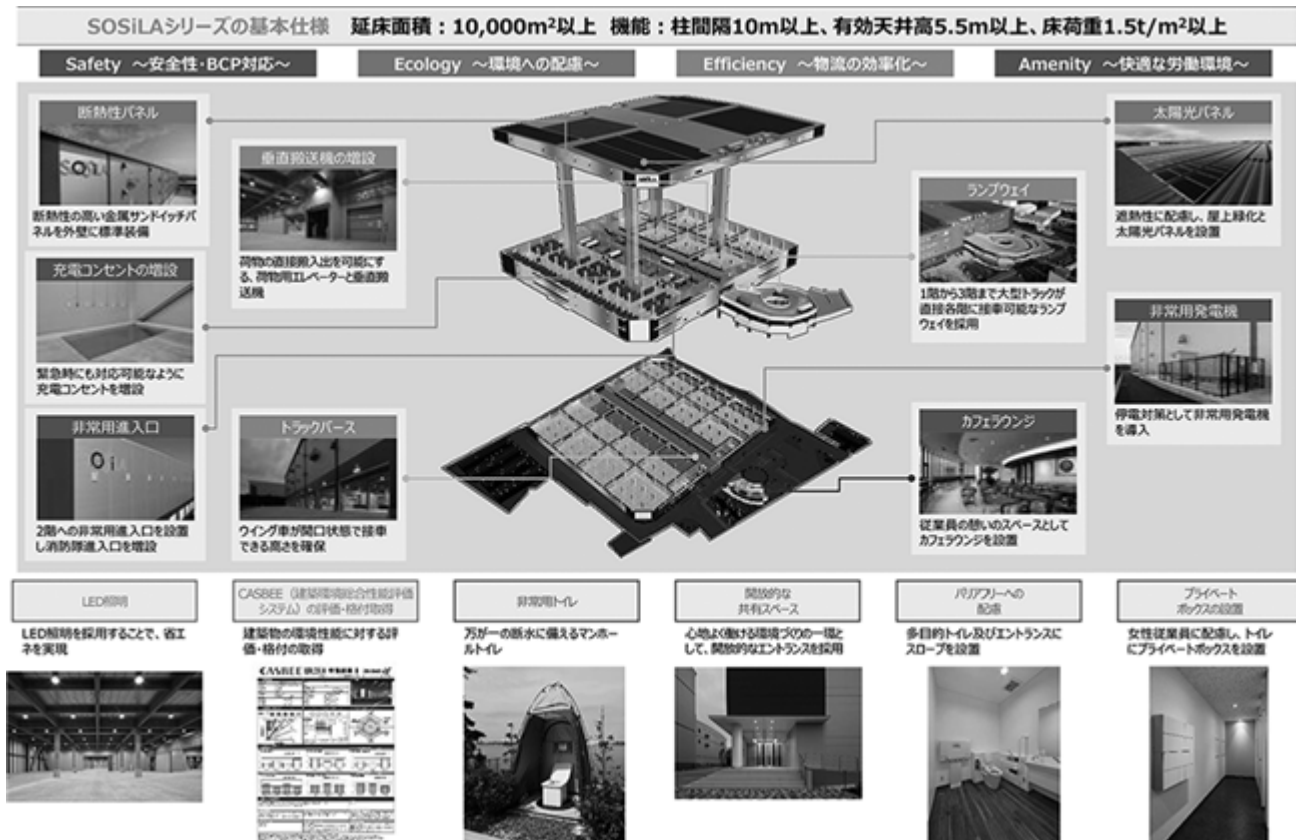 SOSiLAシリーズの基本仕様 延床面積:10,000m²以上 機能:柱間隔10m以上、有効天井高5.5m以上、床荷重1.5t/m²以上
Safety ~安全性・BCP対応~
Ecology ~環境への配慮~
Efficiency ~物流の効率化~
Amenity ~快適な労働環境~
断熱性パネル
断熱性の高い金属サンドイッチパ
ネルを外壁に標準装備
垂直搬送機の増設
荷物の直接搬入出を可能にす
る、荷物用エレベーターと垂直搬
送機
充電コンセントの増設
緊急時にも対応可能なように
充電コンセントを増設
非常用進入口
2階への非常用進入口を設置
し消防隊進入口を増設
トラックバース
ウイング車が開口状態で接車
できる高さを確保
太陽光パネル
遮熱性に配慮し、屋上緑化と
太陽光パネルを設置
ランプウェイ
1階から3階まで大型トラックが
直接各階に接車可能なランプ
ウェイを採用
非常用発電機
停電対策として非常用発電機
を導入
カフェラウンジ
従業員の憩いのスペースとして
カフェラウンジを設置
LED照明
LED照明を採用することで、省エ
ネを実現
CASBEE(建築環境総合性能評価
システム)の評価・格付取得
建築物の環境性能に対する評
価・格付の取得
非常用トイレ
万が一の断水に備えるマンホー
ルトイレ
開放的な
共有スペース
心地よく働ける環境づくりの一環と
して、開放的なエントランスを採用
バリアフリーへの
配慮
多目的トイレ及びエントランスに
スロープを設置
プライベート
ボックスの設置
女性従業員に配慮し、トイレ
にプライベートボックスを設置